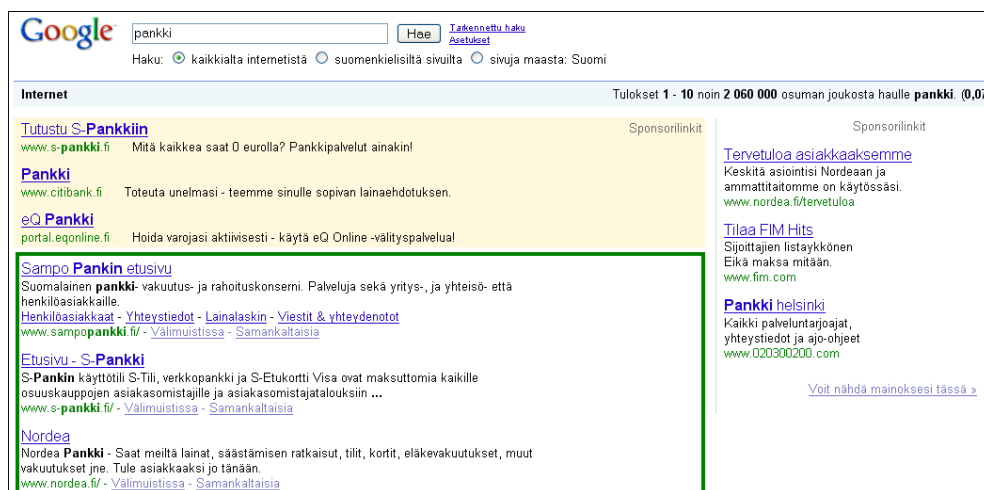 Google pankki Hae Tarkennettu haku
Asetukset
Haku: kaikkialta internetistä suomenkielisiltä sivuilta sivuja maasta: Suomi
Internet Tulokset 1 - 10 noin 2 060 000 osuman joukosta haulle pankki. (0,07
Tutustu S-Pankkiin Sponsorilinkit
www.s-pankki.fi Mitä kaikkea saat 0 eurolla? Pankkipalvelut ainakin!
Pankki
www.citibank.fi Toteuta unelmasi - teemme sinulle sopivan lainaehdotuksen.
eQ Pankki
portal.eqonline.fi Hoida varojasi aktiivisesti - käytä eQ Online -välityspalvelua!
Sampo Pankin etusivu
Suomalainen pankki- vakuutus- ja rahoituskonserni. Palveluja sekä yritys-, ja yhteisö- että
henkilöasiakkaille.
Henkilöasiakkaat - Yhteystiedot - Lainalaskin - Viestit & yhteydenotot
www.sampopankki.fi/ - Välimuistissa - Samankaltaisia
Etusivu - S-Pankki
S-Pankin käyttötili S-Tili, verkkopankki ja S-Etukortti Visa ovat maksuttomia kaikille
osuuskauppojen asiakasomistajille ja asiakasomistajatalouksiin ...
www.s-pankki.fi/ - Välimuistissa - Samankaltaisia
Nordea
Nordea Pankki - Saat meiltä lainat, säästämisen ratkaisut, tilit, kortit, eläkevakuutukset, muut
vakuutukset jne. Tule asiakkaaksi jo tänään.
www.nordea.fi/ - Välimuistissa - Samankaltaisia
Sponsorilinkit
Tervetuloa asiakkaaksemme
Keskitä asiointisi Nordeaan ja
ammattitaitomme on käytössäsi.
www.nordea.fi/tervetuloa
Tilaa FIM Hits
Sijoittajien listaykkönen
Eikä maksa mitään.
www.fim.com
Pankki helsinki
Kaikki palveluntarjoajat,
yhteystiedot ja ajo-ohjeet
www.020300200.com
Voit nähdä mainoksesi tässä »